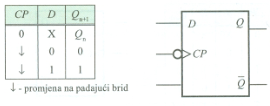 CP D Qn+1
0 X Qn
↓ 0 0
↓ 1 1
↓ - promjena na padajući brid
D Q
CP
Q̅